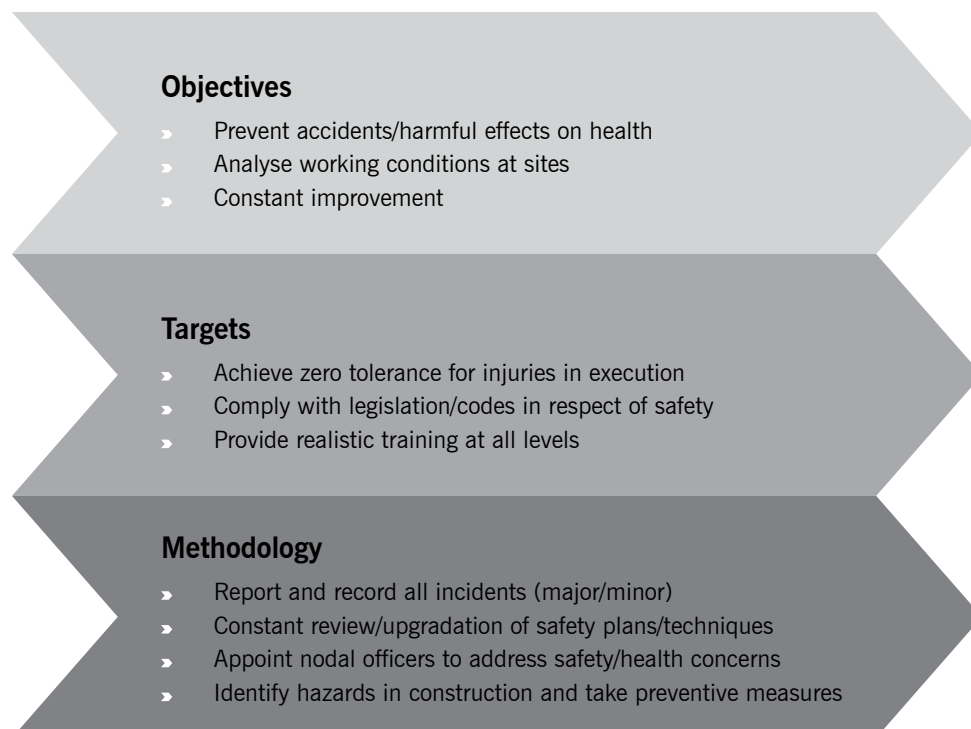 Objectives
Prevent accidents/harmful effects on health
Analyse working conditions at sites
Constant improvement
Targets
Achieve zero tolerance for injuries in execution
Comply with legislation/codes in respect of safety
Provide realistic training at all levels
Methodology
Report and record all incidents (major/minor)
Constant review/upgradation of safety plans/techniques
Appoint nodal officers to address safety/health concerns
Identify hazards in construction and take preventive measures